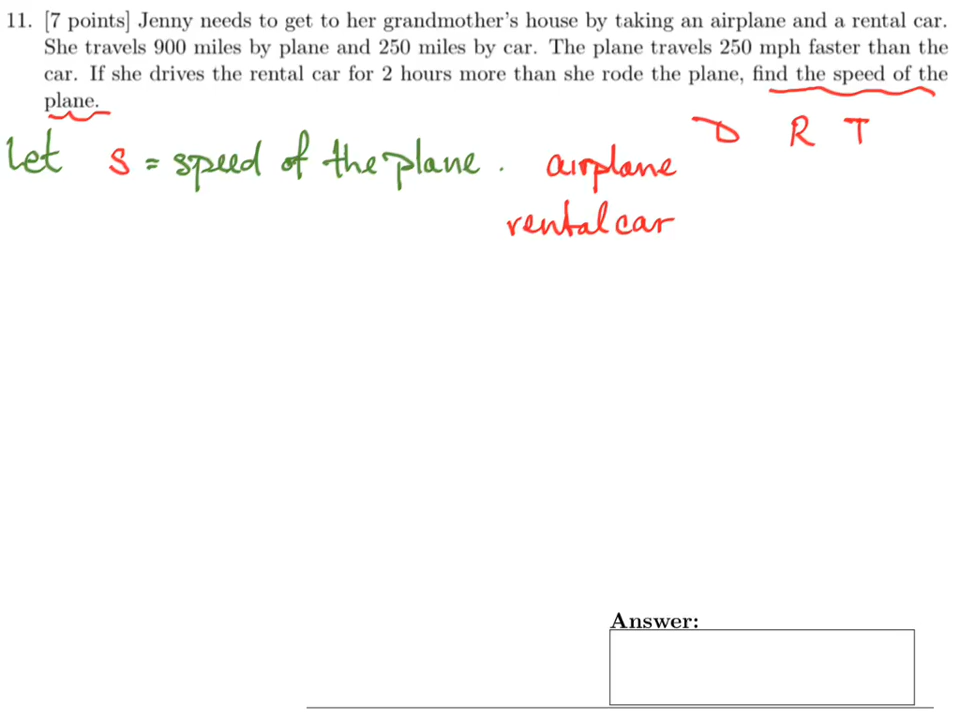 11. [7 points] Jenny needs to get to her grandmother's house by taking an airplane and a rental car.
She travels 900 miles by plane and 250 miles by car. The plane travels 250 mph faster than the
car. If she drives the rental car for 2 hours more than she rode the plane, find the speed of the
plane.
D R T
Let s = speed of the plane. airplane
rental car
Answer: